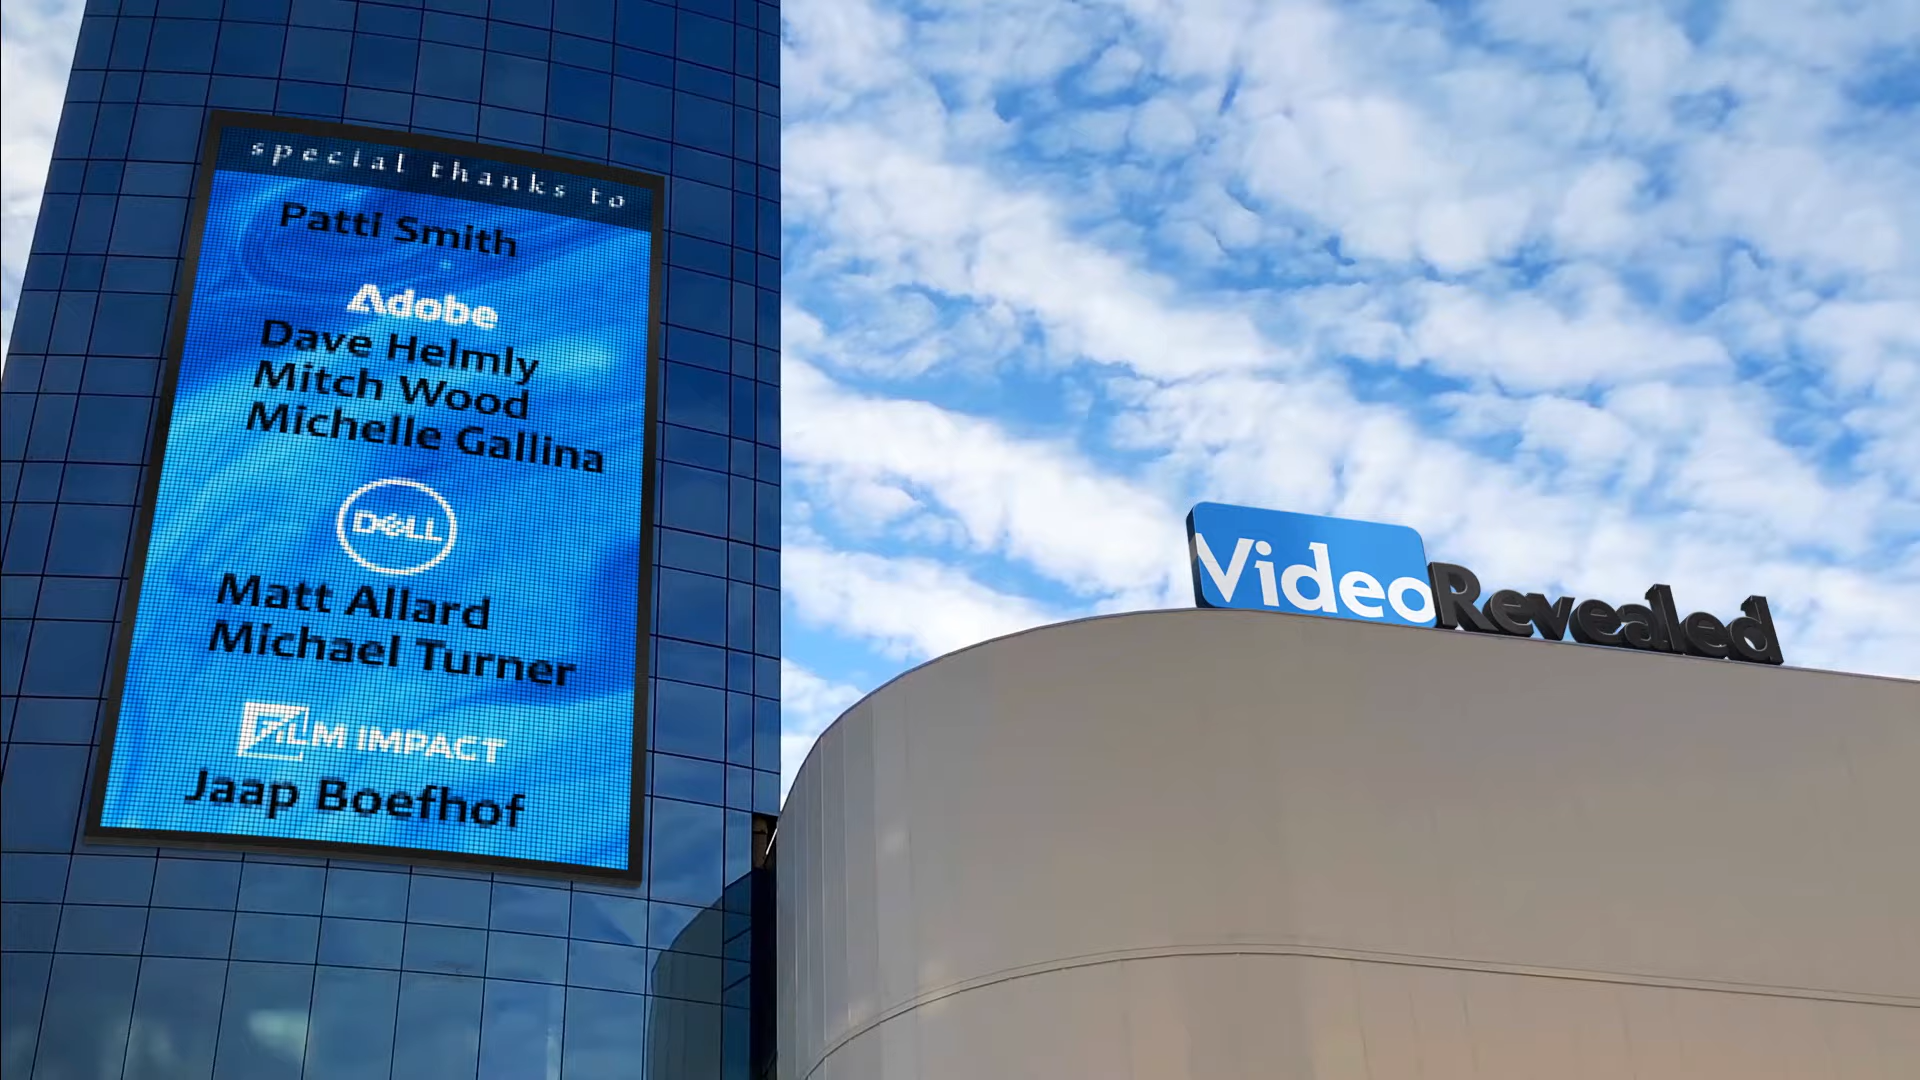 special thanks to
Patti Smith
Adobe
Dave Helmly
Mitch Wood
Michelle Gallina
DELL
Matt Allard
Michael Turner
FILM IMPACT
Jaap Boefhof
VideoRevealed